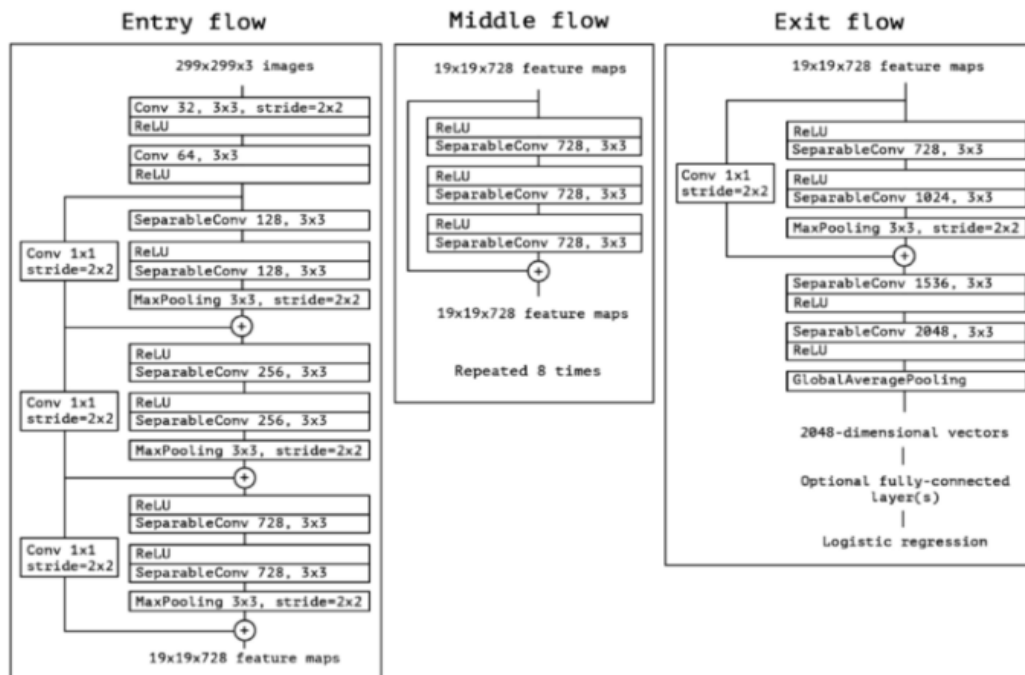 Entry flow
299x299x3 images
Conv 32, 3x3, stride=2x2
ReLU
Conv 64, 3x3
ReLU
SeparableConv 128, 3x3
Conv 1x1
stride=2x2
ReLU
SeparableConv 128, 3x3
MaxPooling 3x3, stride=2x2
+
ReLU
SeparableConv 256, 3x3
Conv 1x1
stride=2x2
ReLU
SeparableConv 256, 3x3
MaxPooling 3x3, stride=2x2
+
ReLU
SeparableConv 728, 3x3
Conv 1x1
stride=2x2
ReLU
SeparableConv 728, 3x3
MaxPooling 3x3, stride=2x2
+
19x19x728 feature maps
Middle flow
19x19x728 feature maps
ReLU
SeparableConv 728, 3x3
ReLU
SeparableConv 728, 3x3
ReLU
SeparableConv 728, 3x3
+
19x19x728 feature maps
Repeated 8 times
Exit flow
19x19x728 feature maps
ReLU
SeparableConv 728, 3x3
Conv 1x1
stride=2x2
ReLU
SeparableConv 1024, 3x3
MaxPooling 3x3, stride=2x2
+
SeparableConv 1536, 3x3
ReLU
SeparableConv 2048, 3x3
ReLU
GlobalAveragePooling
2048-dimensional vectors
Optional fully-connected
layer(s)
Logistic regression